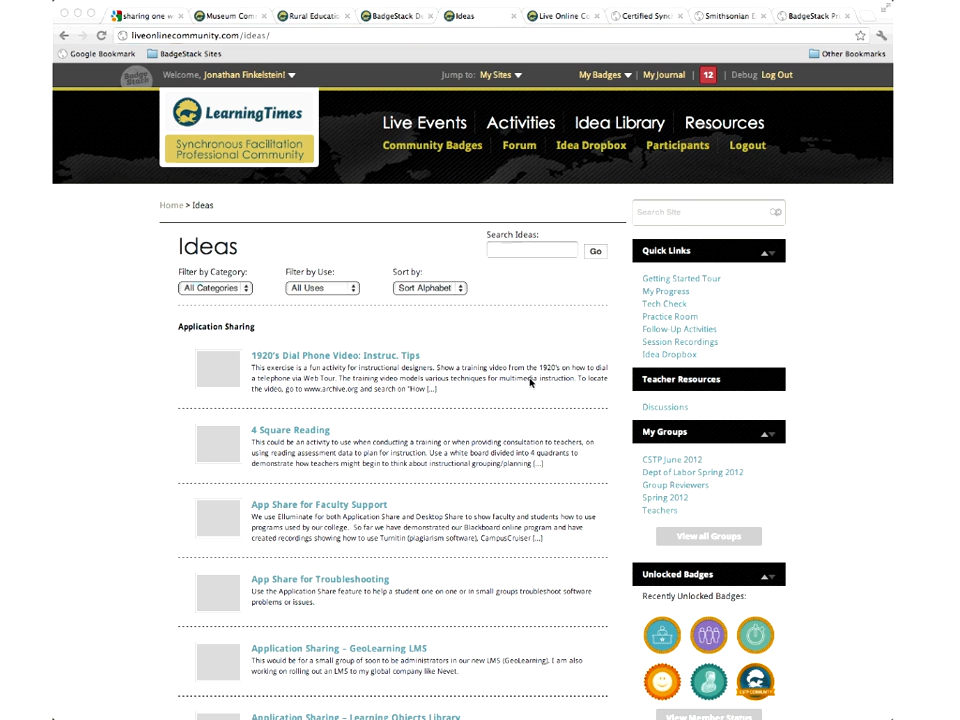 sharing one w
Museum Com
Rural Educatio
BadgeStack De
Ideas
Live Online Co
Certified Sync
Smithsonian E
BadgeStack Pri
liveonlinecommunity.com/ideas/
Google Bookmark
BadgeStack Sites
Other Bookmarks
Badge Stack
Welcome, Jonathan Finkelstein!
Jump to: My Sites
My Badges | My Journal | 12 | Debug Log Out
LearningTimes
Synchronous Facilitation
Professional Community
Live Events Activities Idea Library Resources
Community Badges Forum Idea Dropbox Participants Logout
Home > Ideas
Search Site
Ideas
Search Ideas:
Go
Filter by Category:
All Categories
Filter by Use:
All Uses
Sort by:
Sort Alphabet
Application Sharing
1920's Dial Phone Video: Instruc. Tips
This exercise is a fun activity for instructional designers. Show a training video from the 1920's on how to dial
a telephone via Web Tour. The training video models various techniques for multimedia instruction. To locate
the video, go to www.archive.org and search on "How [...]
4 Square Reading
This could be an activity to use when conducting a training or when providing consultation to teachers, on
using reading assessment data to plan for instruction. Use a white board divided into 4 quadrants to
demonstrate how teachers might begin to think about instructional grouping/planning [...]
App Share for Faculty Support
We use Elluminate for both Application Share and Desktop Share to show faculty and students how to use
programs used by our college. So far we have demonstrated our Blackboard online program and have
created recordings showing how to use Turnitin (plagiarism software), CampusCruiser [...]
App Share for Troubleshooting
Use the Application Share feature to help a student one on one or in small groups troubleshoot software
problems or issues.
Application Sharing – GeoLearning LMS
This would be for a small group of soon to be administrators in our new LMS (GeoLearning). I am also
working on rolling out an LMS to my global company like Nevet.
Application Sharing – Learning Objects Library
Quick Links
Getting Started Tour
My Progress
Tech Check
Practice Room
Follow-Up Activities
Session Recordings
Idea Dropbox
Teacher Resources
Discussions
My Groups
CSTP June 2012
Dept of Labor Spring 2012
Group Reviewers
Spring 2012
Teachers
View all Groups
Unlocked Badges
Recently Unlocked Badges:
View Member Status